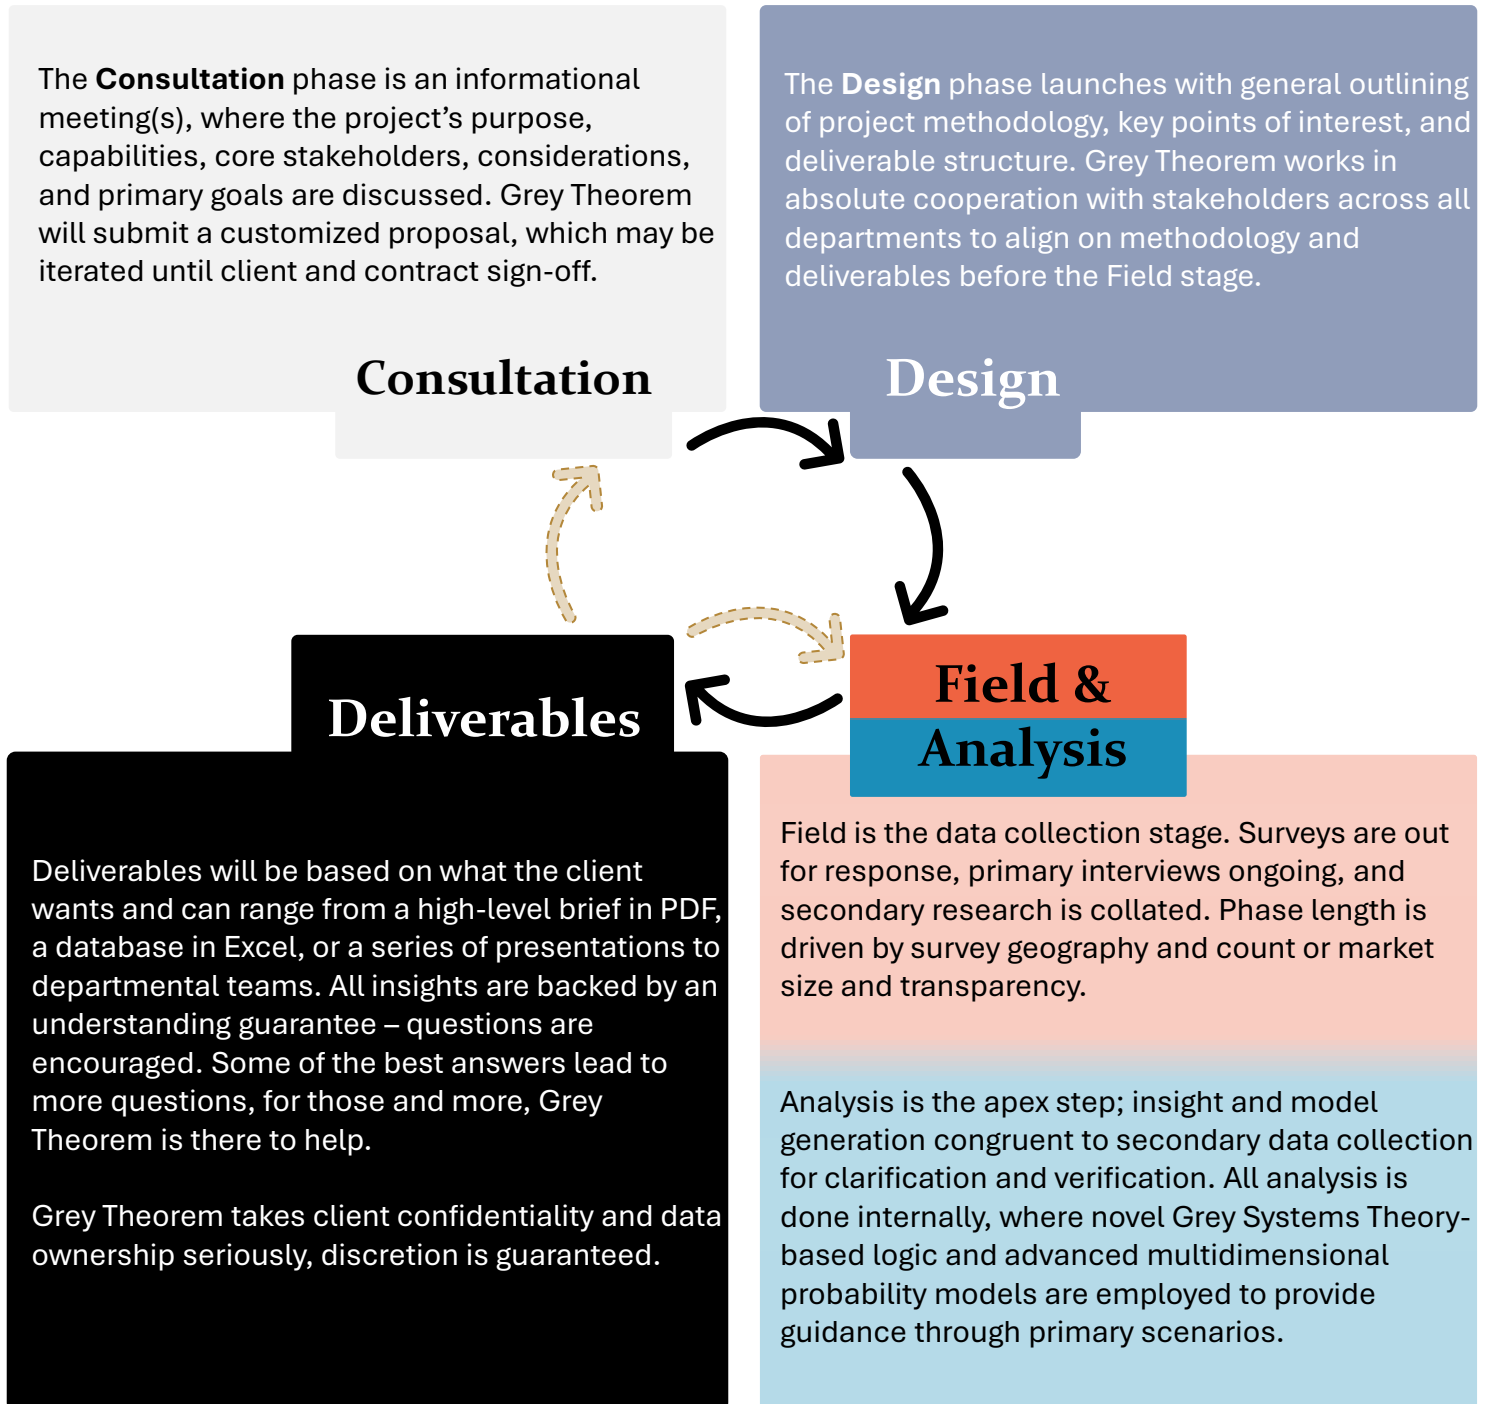 The Consultation phase is an informational
meeting(s), where the project’s purpose,
capabilities, core stakeholders, considerations,
and primary goals are discussed. Grey Theorem
will submit a customized proposal, which may be
iterated until client and contract sign-off.
Consultation
The Design phase launches with general outlining
of project methodology, key points of interest, and
deliverable structure. Grey Theorem works in
absolute cooperation with stakeholders across all
departments to align on methodology and
deliverables before the Field stage.
Design
Field &
Analysis
Field is the data collection stage. Surveys are out
for response, primary interviews ongoing, and
secondary research is collated. Phase length is
driven by survey geography and count or market
size and transparency.
Analysis is the apex step; insight and model
generation congruent to secondary data collection
for clarification and verification. All analysis is
done internally, where novel Grey Systems Theory-
based logic and advanced multidimensional
probability models are employed to provide
guidance through primary scenarios.
Deliverables
Deliverables will be based on what the client
wants and can range from a high-level brief in PDF,
a database in Excel, or a series of presentations to
departmental teams. All insights are backed by an
understanding guarantee – questions are
encouraged. Some of the best answers lead to
more questions, for those and more, Grey
Theorem is there to help.
Grey Theorem takes client confidentiality and data
ownership seriously, discretion is guaranteed.